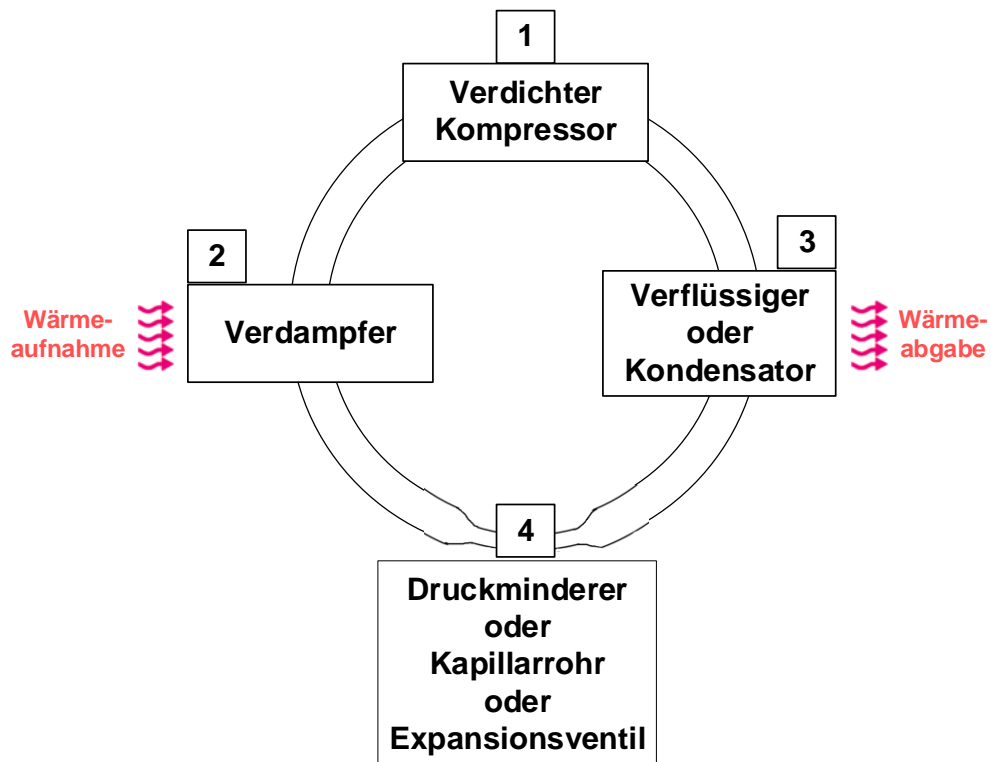 1
Verdichter
Kompressor
2
Verdampfer
3
Verflüssiger
oder
Kondensator
Wärme-
aufnahme
Wärme-
abgabe
4
Druckminderer
oder
Kapillarrohr
oder
Expansionsventil